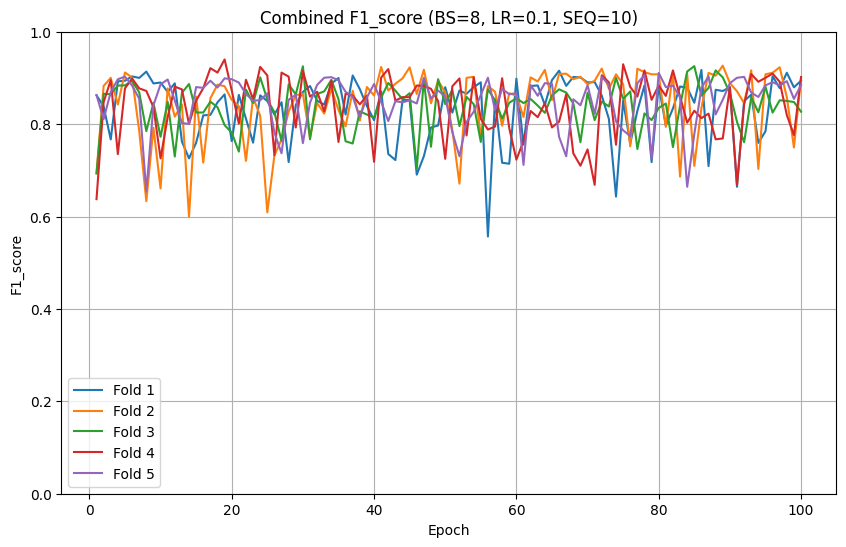 Combined F1_score (BS=8, LR=0.1, SEQ=10)
F1_score
1.0
0.8
0.6
0.4
0.2
0.0
Fold 1
Fold 2
Fold 3
Fold 4
Fold 5
0 20 40 60 80 100
Epoch